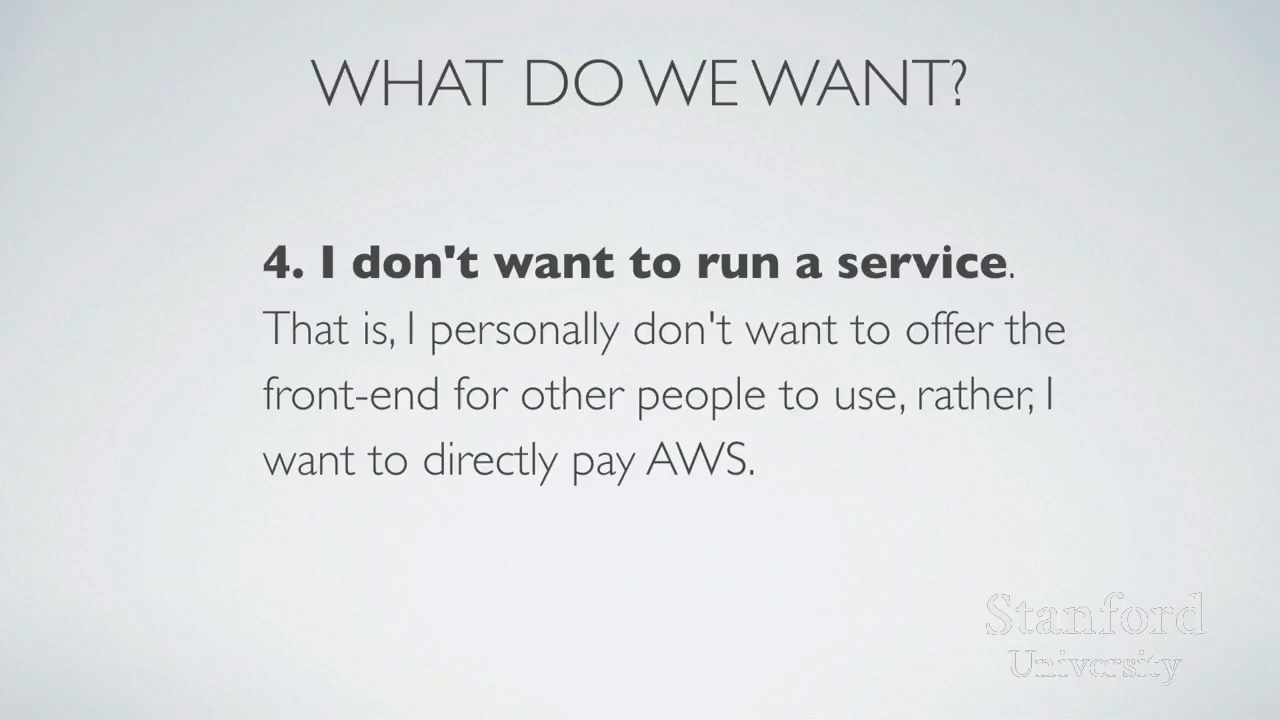 WHAT DO WE WANT?
4. I don't want to run a service.
That is, I personally don't want to offer the
front-end for other people to use, rather, I
want to directly pay AWS.
Stanford
University